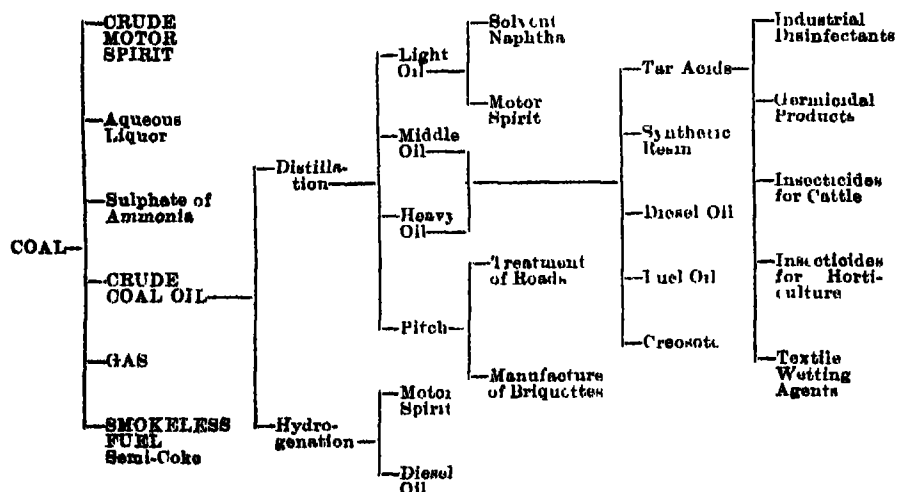 COAL
CRUDE
MOTOR
SPIRIT
Aqueous
Liquor
Sulphate of
Ammonia
CRUDE
COAL OIL
GAS
SMOKELESS
FUEL
Semi-Coke
Distilla-
tion
Hydro-
genation
Light
Oil
Middle
Oil
Heavy
Oil
Pitch
Motor
Spirit
Diesel
Oil
Solvent
Naphtha
Motor
Spirit
Treatment
of Roads
Manufacture
of Briquettes
Tar Acids
Synthetic
Resin
Diesel Oil
Fuel Oil
Creosote
Industrial
Disinfectants
Germicidal
Products
Insecticides
for Cattle
Insecticides
for Horti-
culture
Textile
Wetting
Agents